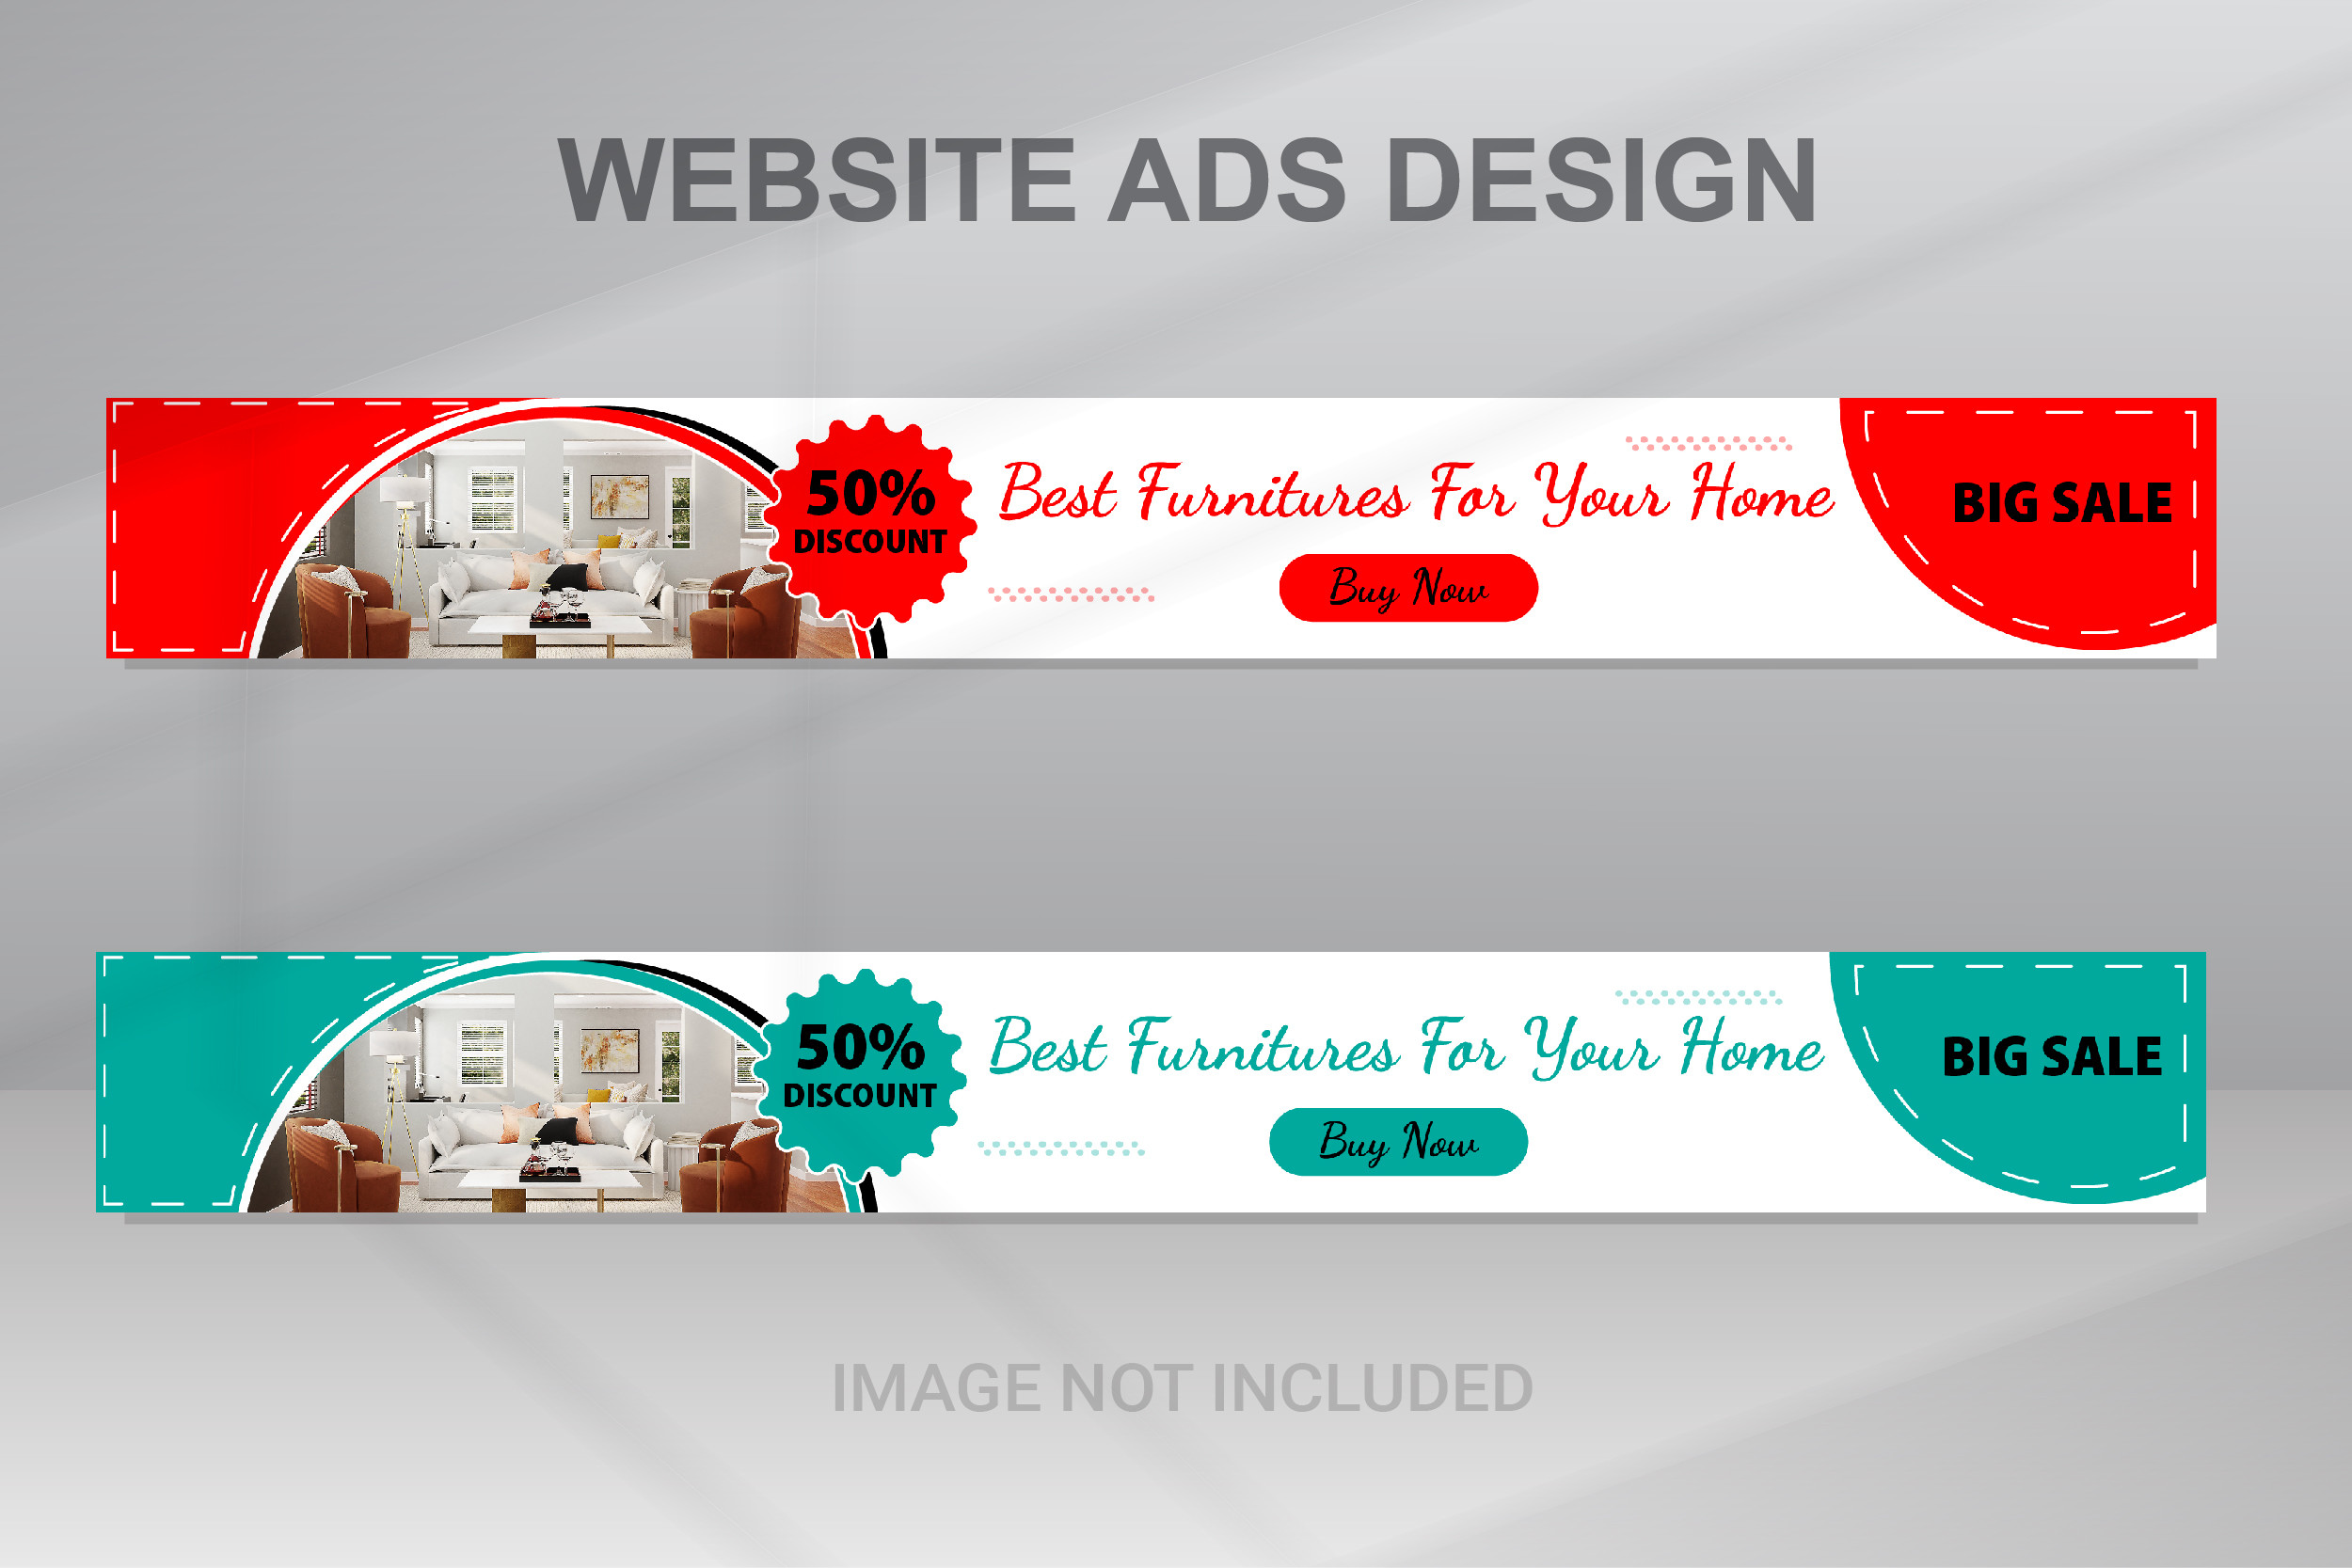 WEBSITE ADS DESIGN
50%
DISCOUNT
Best Furnitures For Your Home
Buy Now
BIG SALE
50%
DISCOUNT
Best Furnitures For Your Home
Buy Now
BIG SALE
IMAGE NOT INCLUDED